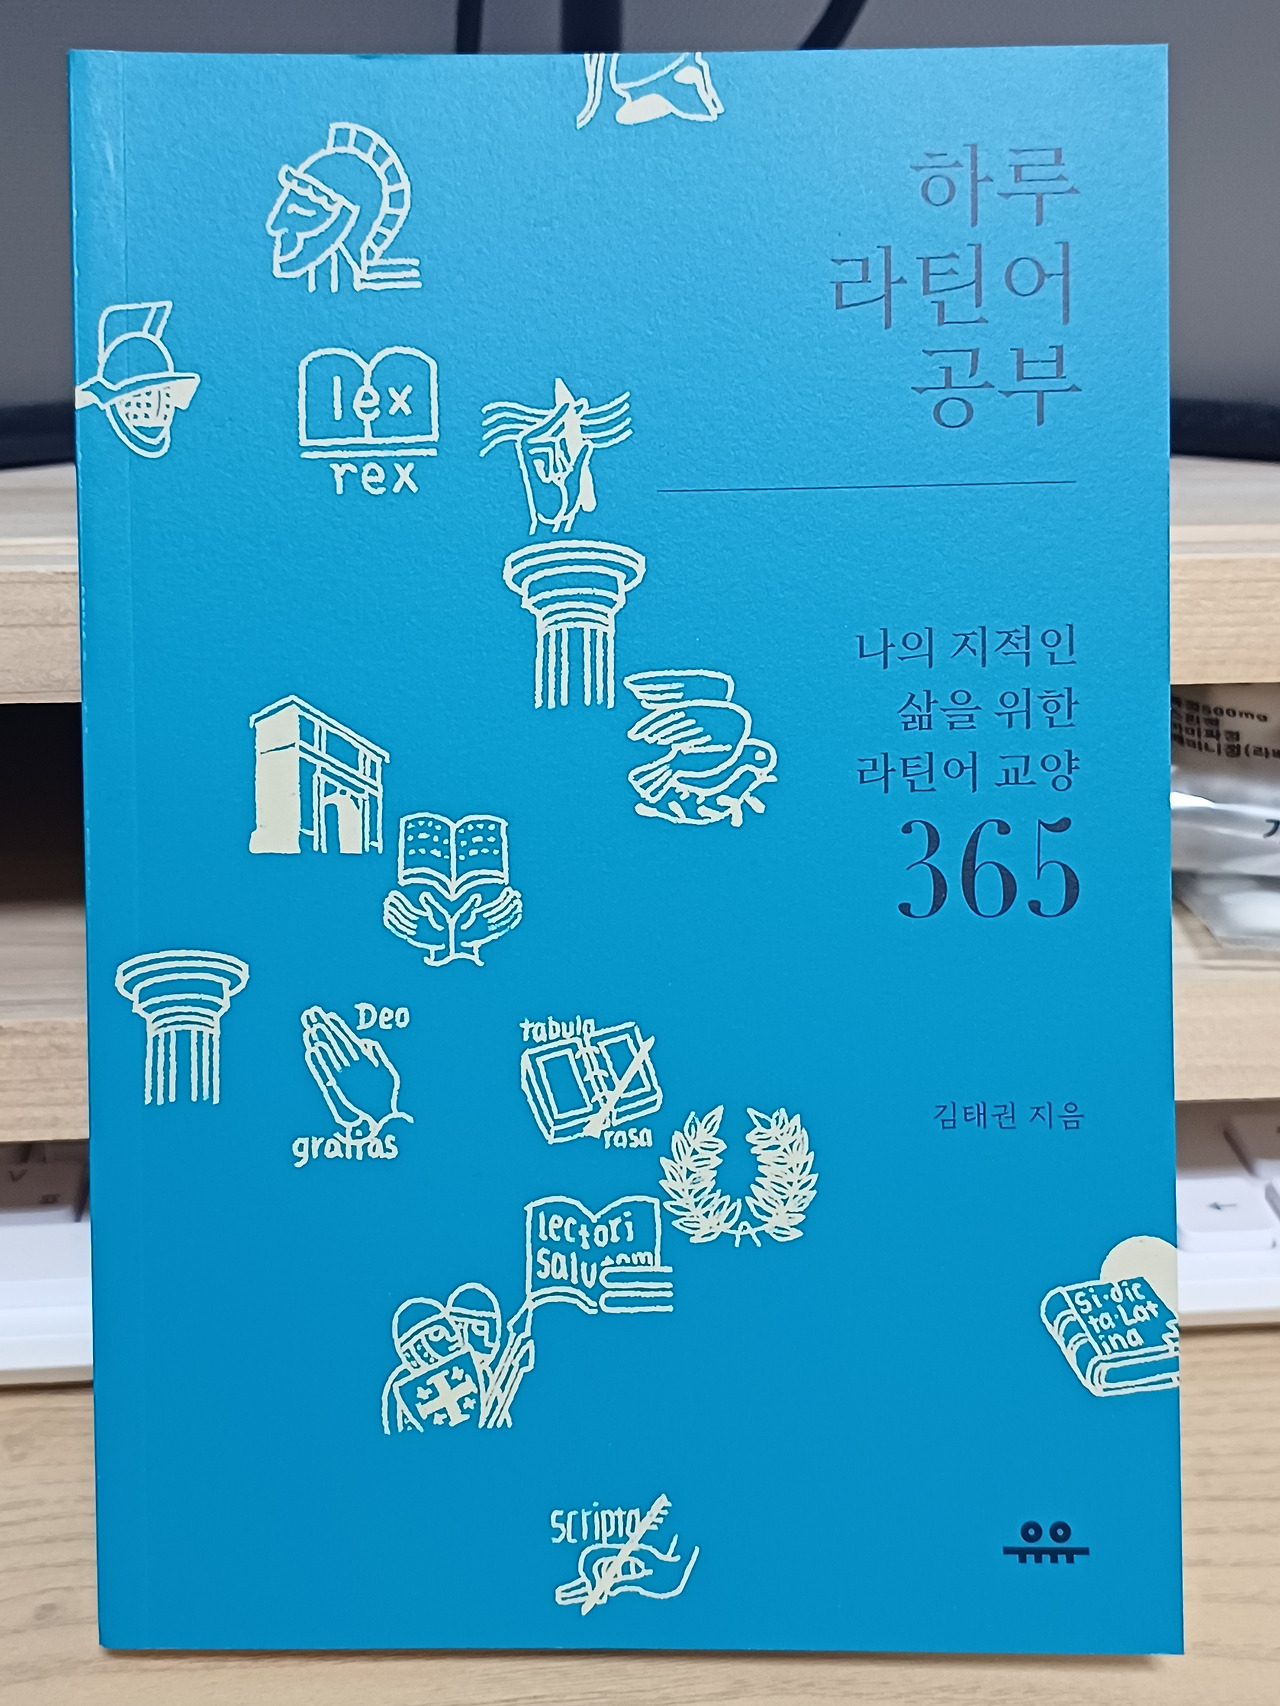 하루
라틴어
공부
나의 지적인
삶을 위한
라틴어 교양
365
김태권 지음
lex
rex
Deo
gratias
tabula
rasa
lectori
Si·dic
ta·Lat
ina
scripta
500mg